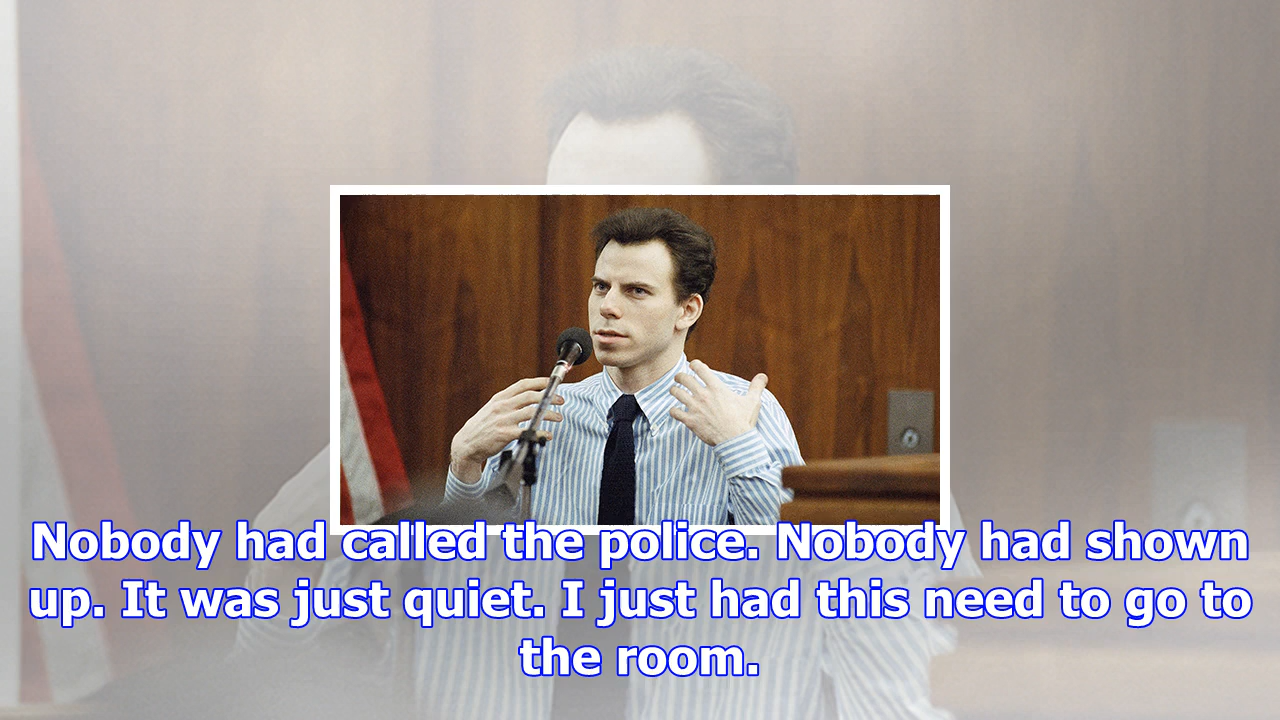 Nobody had called the police. Nobody had shown
up. It was just quiet. I just had this need to go to
the room.